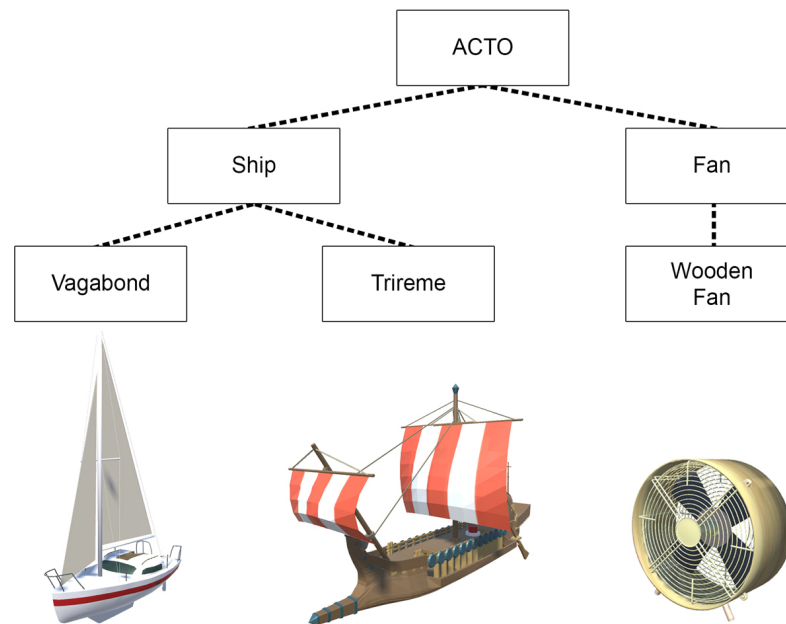 ACTO
Ship
Fan
Vagabond
Trireme
Wooden
Fan